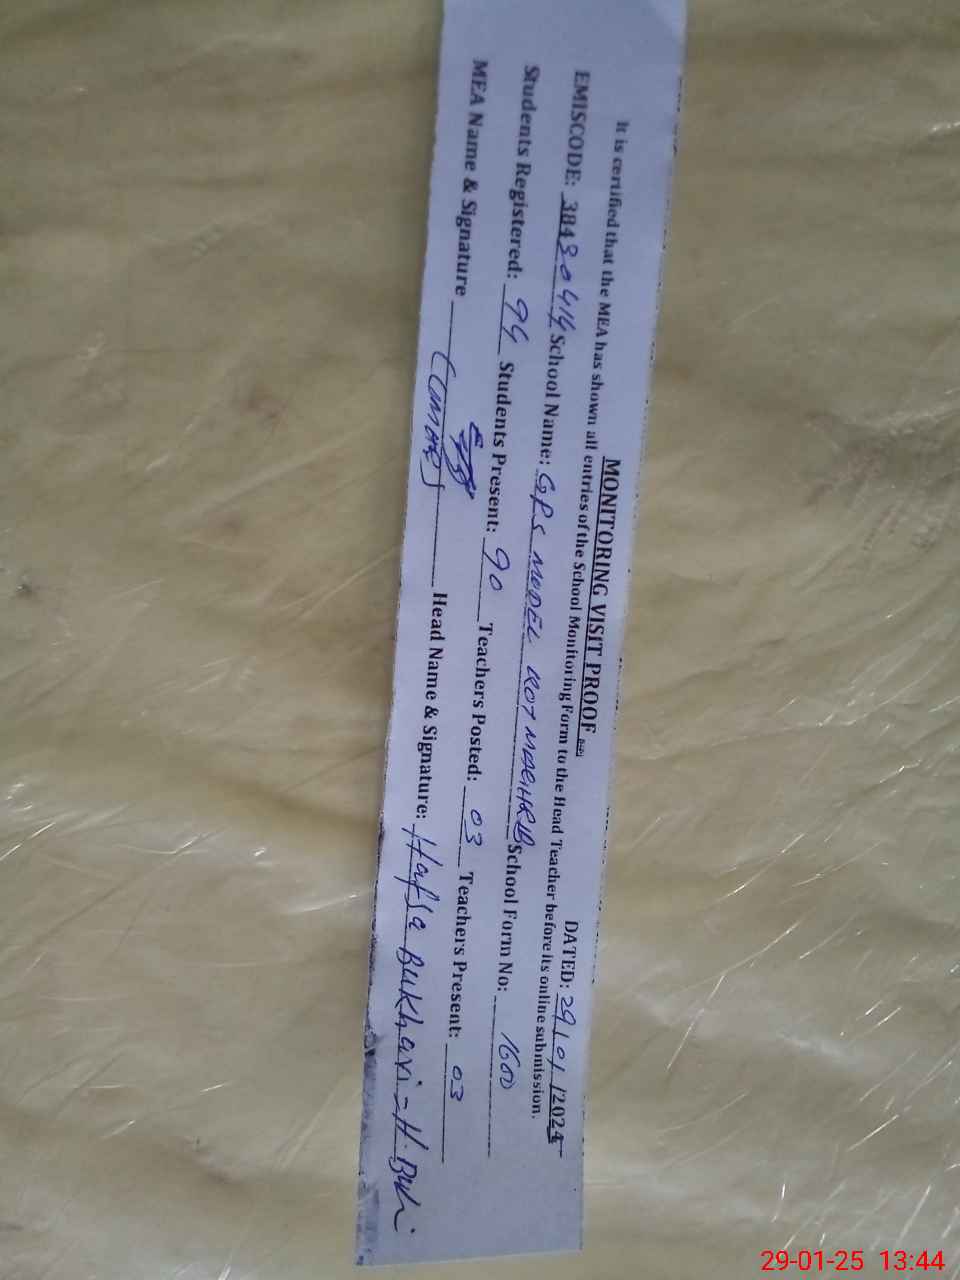 MONITORING VISIT PROOF
DATED: 29/01/2024
It is certified that the MEA has shown all entries of the School Monitoring Form to the Head Teacher before its online submission.
EMISCODE: 38430414 School Name: GPS MODEL KOT School Form No: 1600
Students Registered: 94 Students Present: 90 Teachers Posted: 03 Teachers Present: 03
MEA Name & Signature (UMAR) Head Name & Signature: Hafsa Bukhari - H. Bukhi
29-01-25 13:44